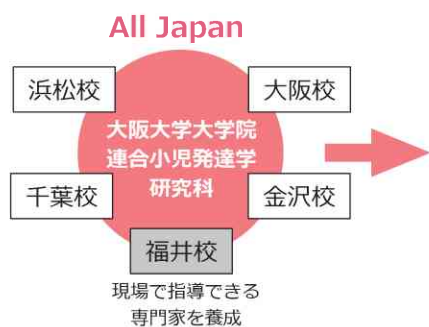 All Japan
浜松校
大阪校
大阪大学大学院
連合小児発達学
研究科
千葉校
金沢校
福井校
現場で指導できる
専門家を養成